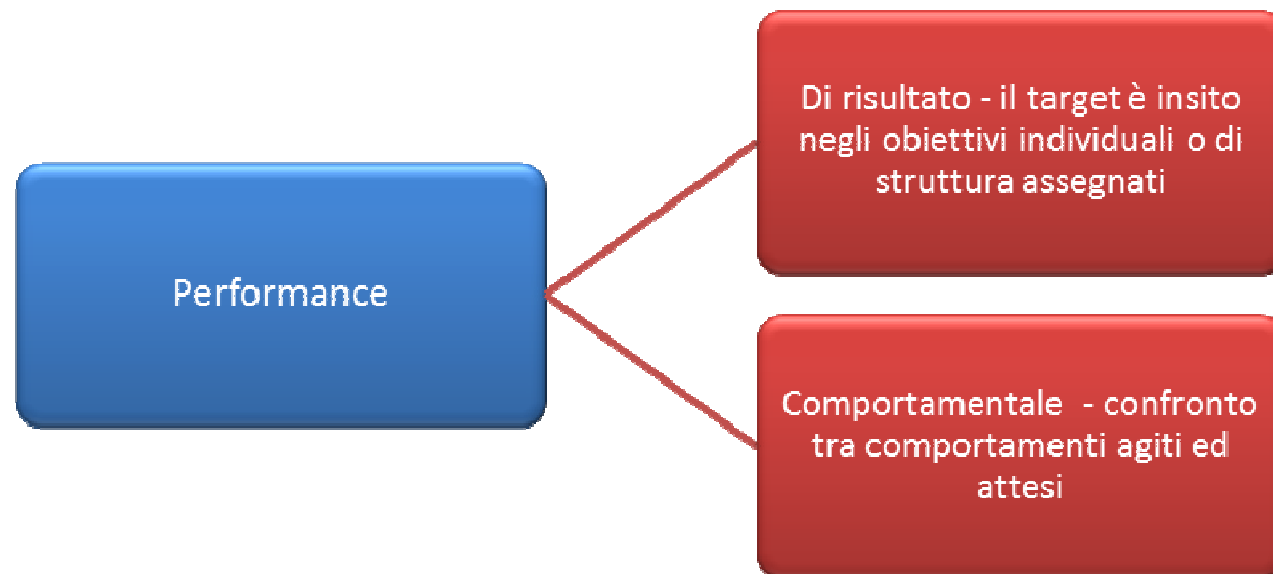 Performance
Di risultato - il target è insito
negli obiettivi individuali o di
struttura assegnati
Comportamentale - confronto
tra comportamenti agiti ed
attesi